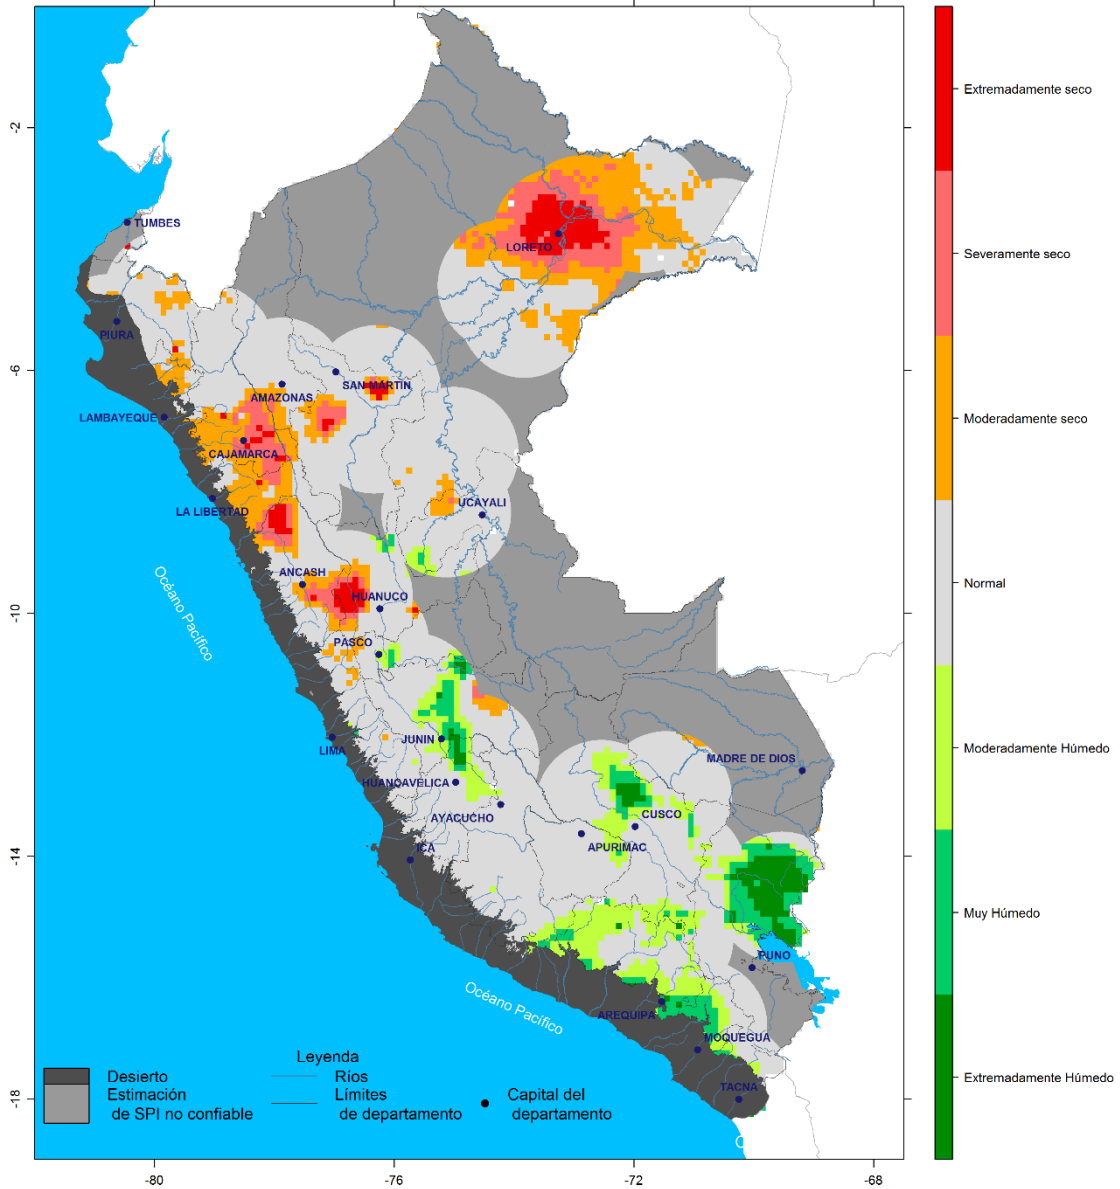 -2
-6
-10
-14
-18
-80
-76
-72
-68
TUMBES
PIURA
LORETO
SAN MARTIN
AMAZONAS
LAMBAYEQUE
CAJAMARCA
LA LIBERTAD
UCAYALI
ANCASH
HUANUCO
PASCO
LIMA
JUNIN
HUANCAVELICA
AYACUCHO
ICA
MADRE DE DIOS
CUSCO
APURIMAC
PUNO
AREQUIPA
MOQUEGUA
TACNA
Océano Pacífico
Océano Pacífico
Leyenda
Desierto
Estimación
de SPI no confiable
Ríos
Límites
de departamento
Capital del
departamento
Extremadamente seco
Severamente seco
Moderadamente seco
Normal
Moderadamente Húmedo
Muy Húmedo
Extremadamente Húmedo